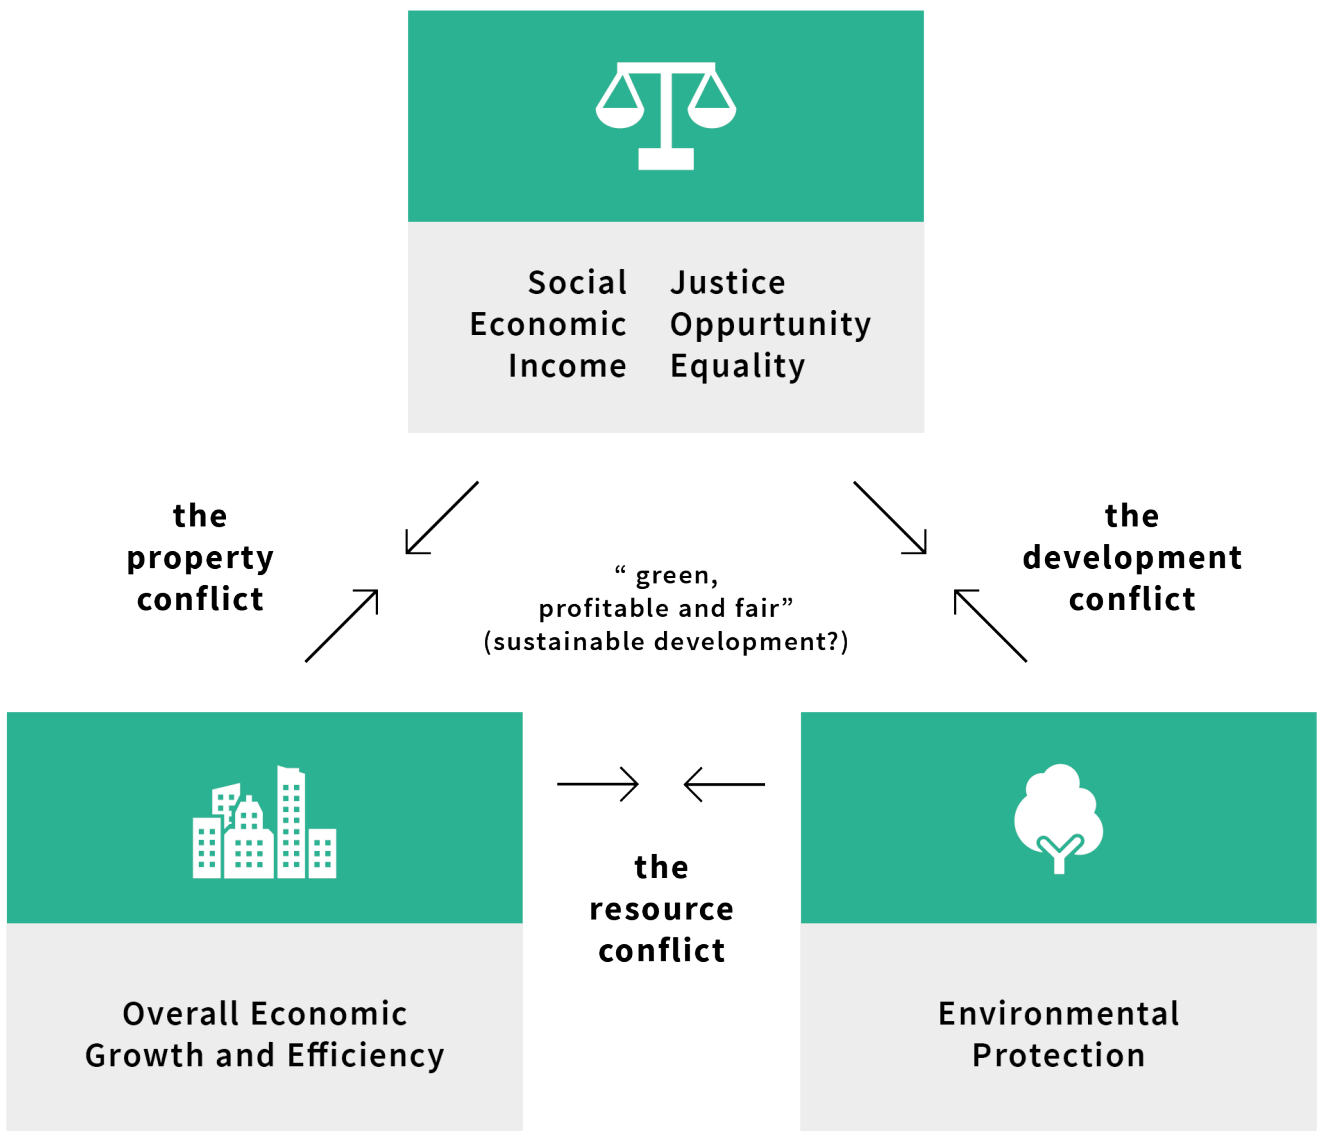 Social Justice
Economic Oppurtunity
Income Equality
the
property
conflict
the
development
conflict
“ green,
profitable and fair”
(sustainable development?)
the
resource
conflict
Overall Economic
Growth and Efficiency
Environmental
Protection